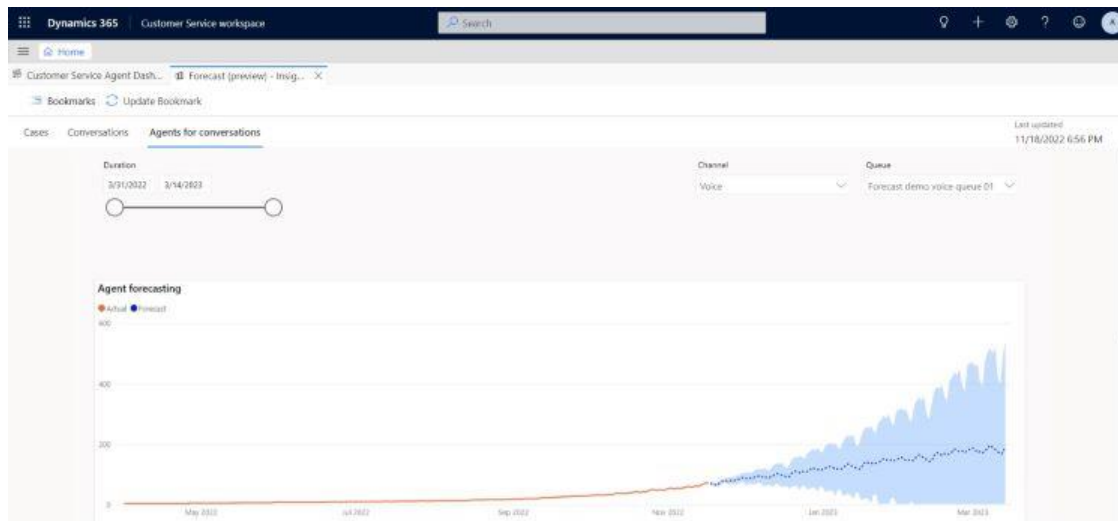 Dynamics 365 Customer Service workspace Search
Home
Customer Service Agent Dash... Forecast (preview) - Insig...
Bookmarks Update Bookmark
Cases Conversations Agents for conversations
Last updated
11/18/2022 6:56 PM
Duration
3/31/2022 3/14/2023
Channel
Voice
Queue
Forecast demo voice queue 01
Agent forecasting
Actual Forecast
600
400
200
0
May 2022 Jul 2022 Sep 2022 Nov 2022 Jan 2023 Mar 2023